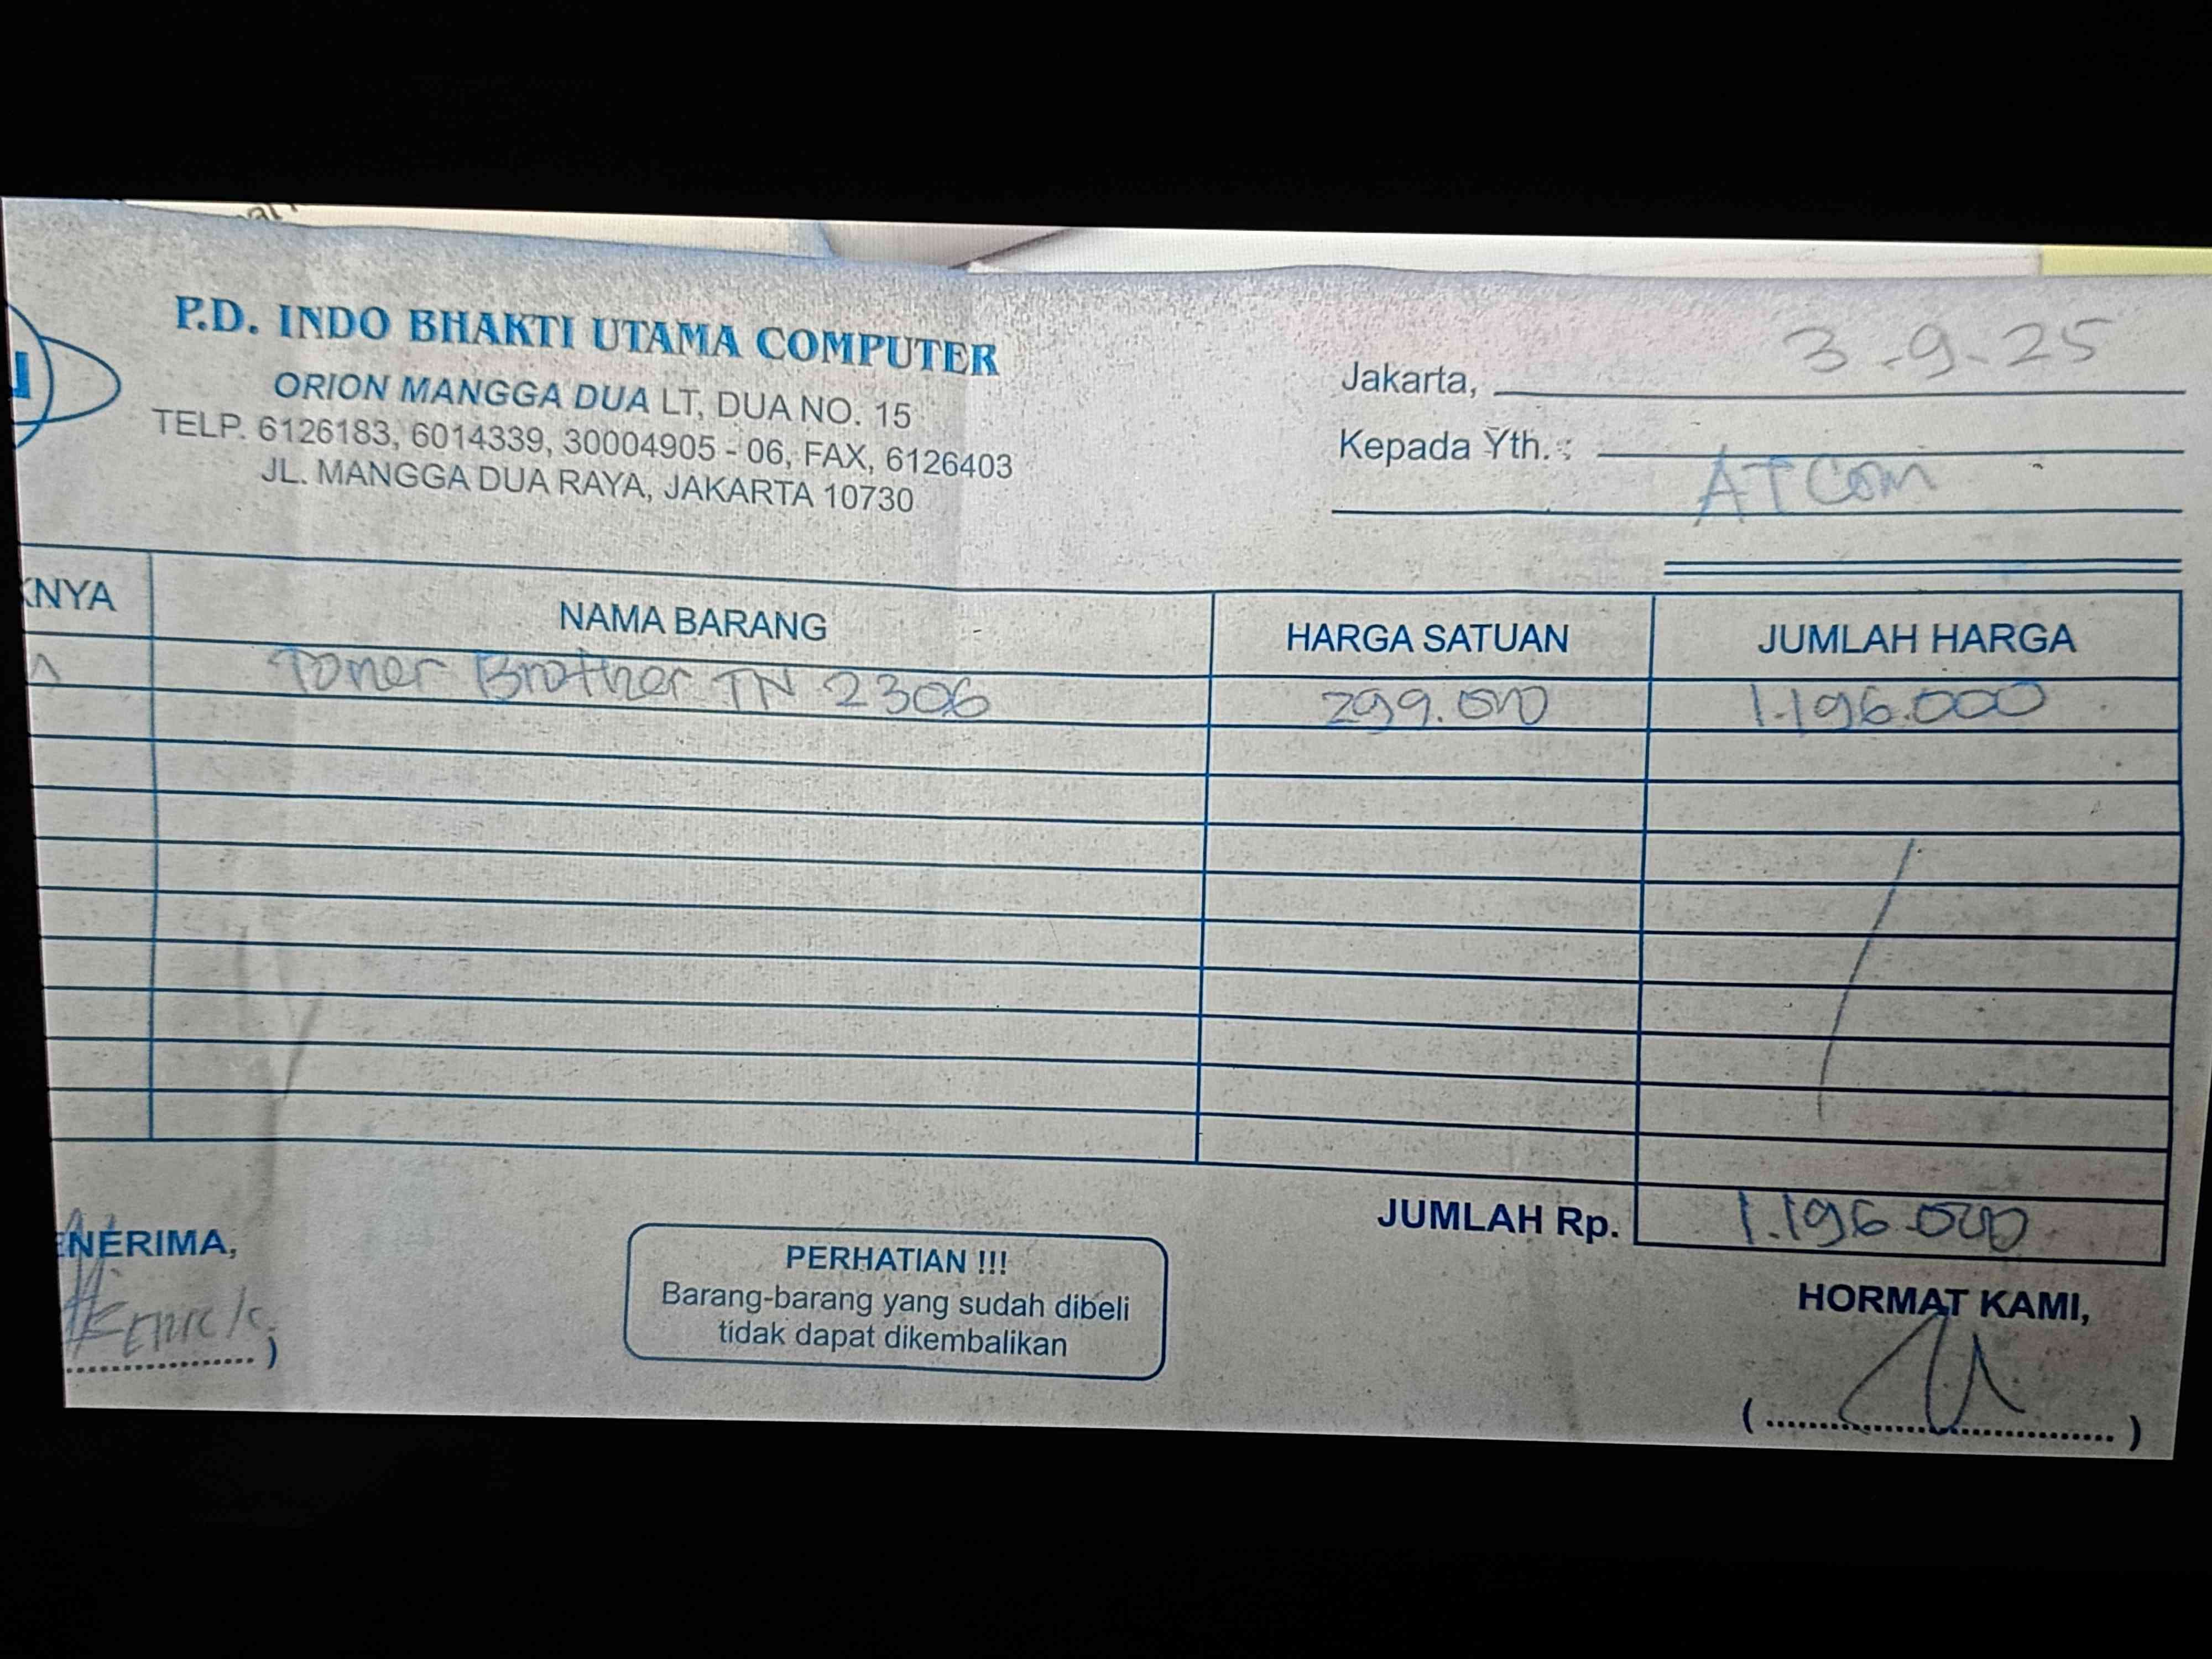 P.D. INDO BHAKTI UTAMA COMPUTER
ORION MANGGA DUA LT, DUA NO. 15
TELP. 6126183, 6014339, 30004905 - 06, FAX, 6126403
JL. MANGGA DUA RAYA, JAKARTA 10730
Jakarta, 3-9-25
Kepada Yth. :
ATCom
KNYA NAMA BARANG HARGA SATUAN JUMLAH HARGA
Toner Brother TN 2306 299.000 1.196.000
JUMLAH Rp. 1.196.000
ENERIMA,
)
PERHATIAN !!!
Barang-barang yang sudah dibeli
tidak dapat dikembalikan
HORMAT KAMI,
( )